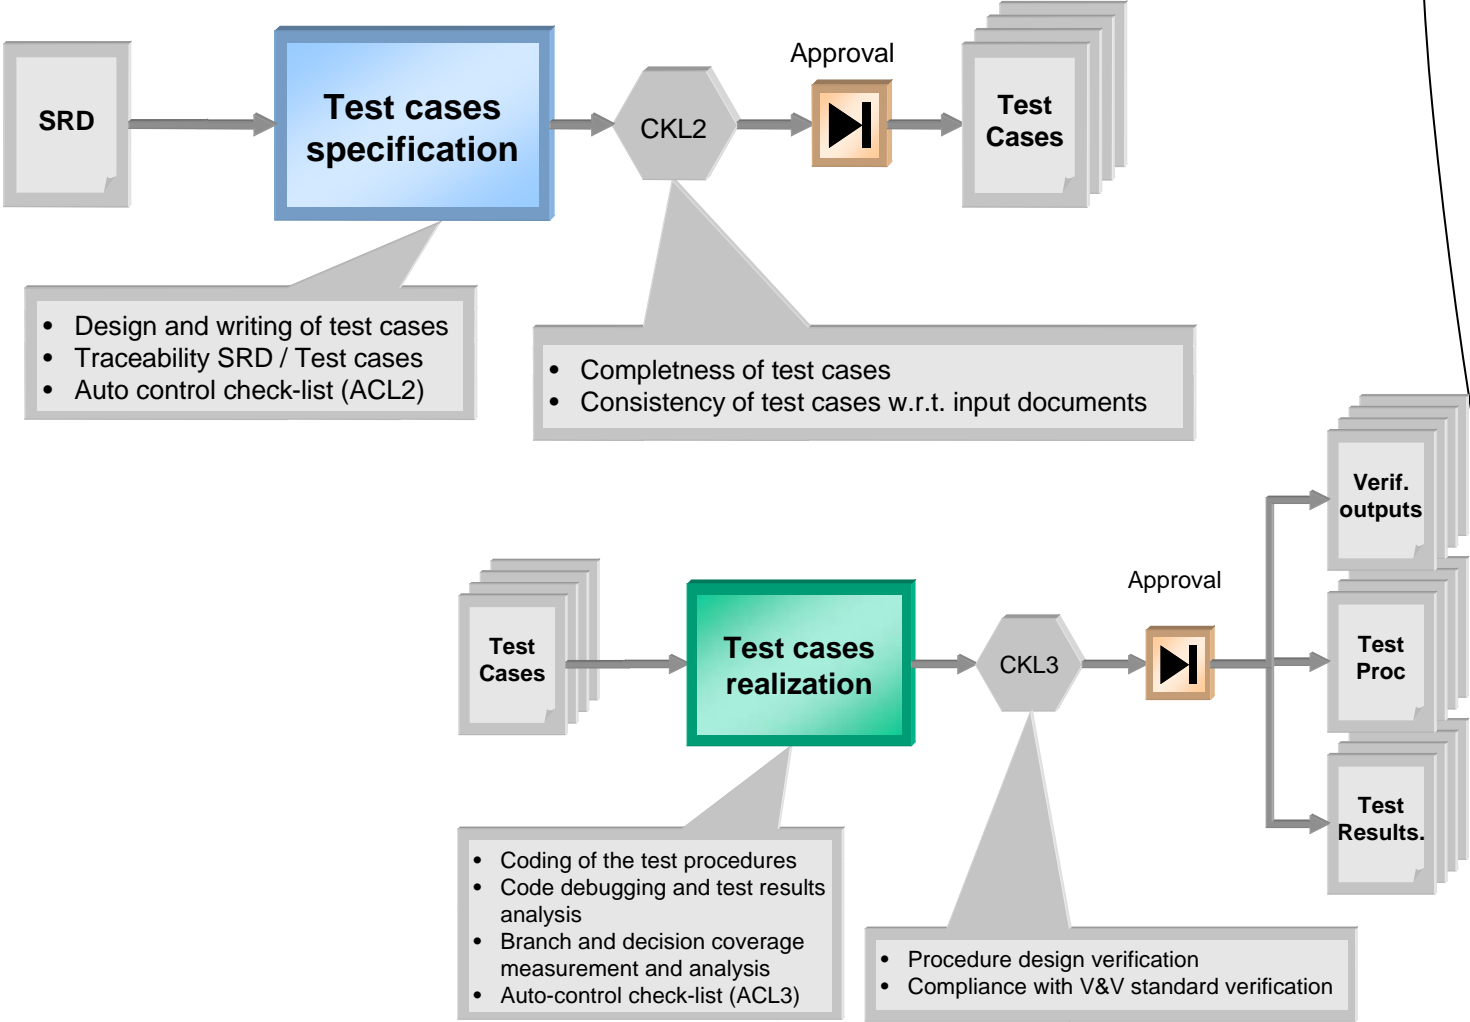 Approval
SRD
Test cases
specification
CKL2
Test
Cases
• Design and writing of test cases
• Traceability SRD / Test cases
• Auto control check-list (ACL2)
• Completness of test cases
• Consistency of test cases w.r.t. input documents
Verif.
outputs
Approval
Test
Cases
Test cases
realization
CKL3
Test
Proc
Test
Results.
• Coding of the test procedures
• Code debugging and test results
analysis
• Branch and decision coverage
measurement and analysis
• Auto-control check-list (ACL3)
• Procedure design verification
• Compliance with V&V standard verification